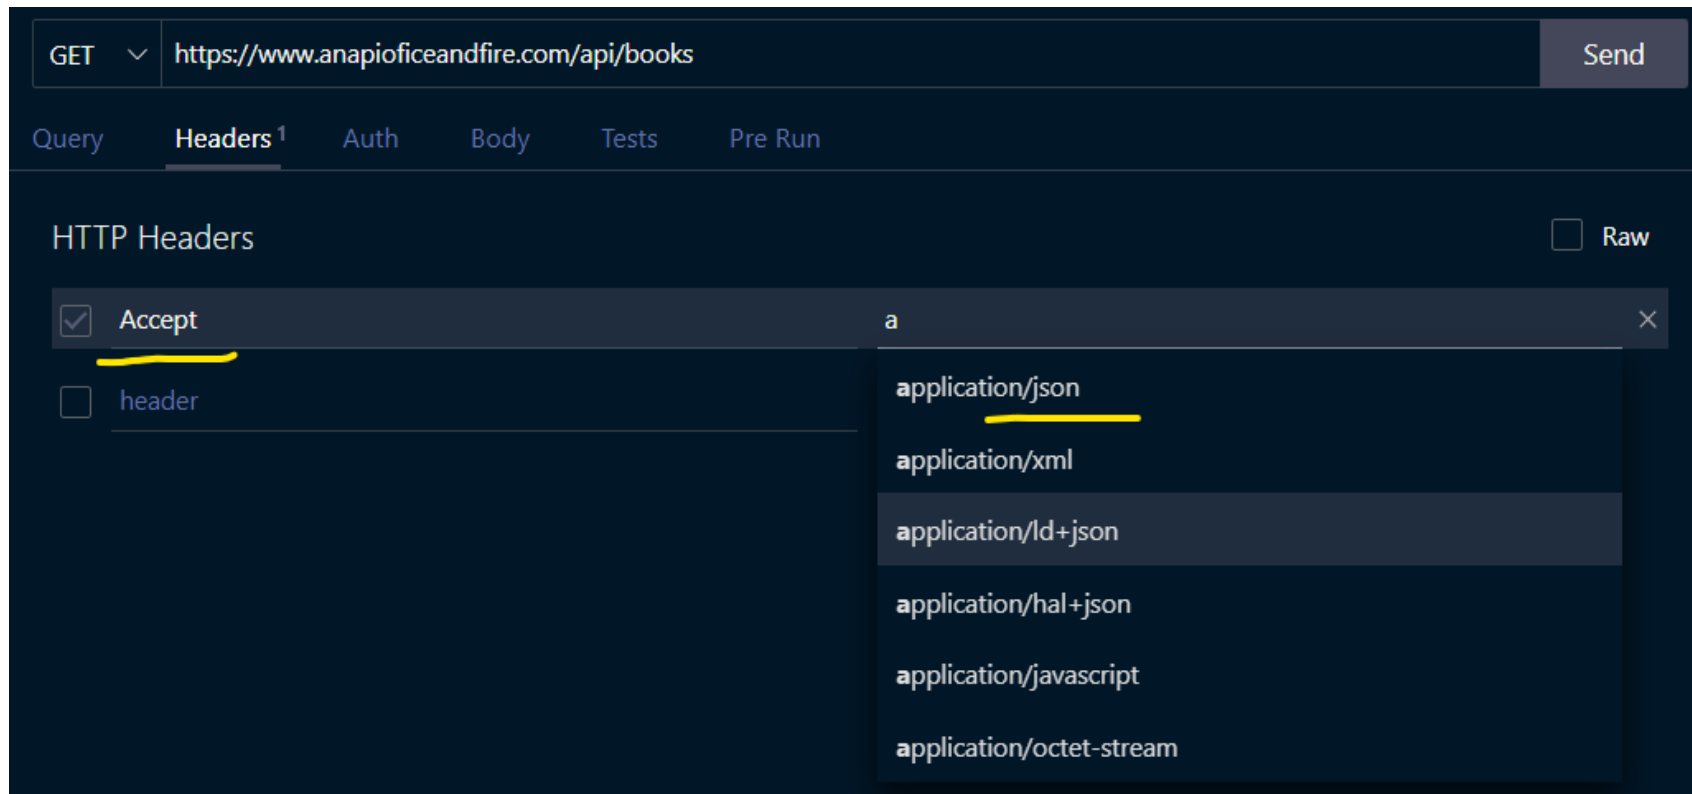 GET https://www.anapioficeandfire.com/api/books Send
Query Headers 1 Auth Body Tests Pre Run
HTTP Headers Raw
Accept a
header
application/json
application/xml
application/ld+json
application/hal+json
application/javascript
application/octet-stream